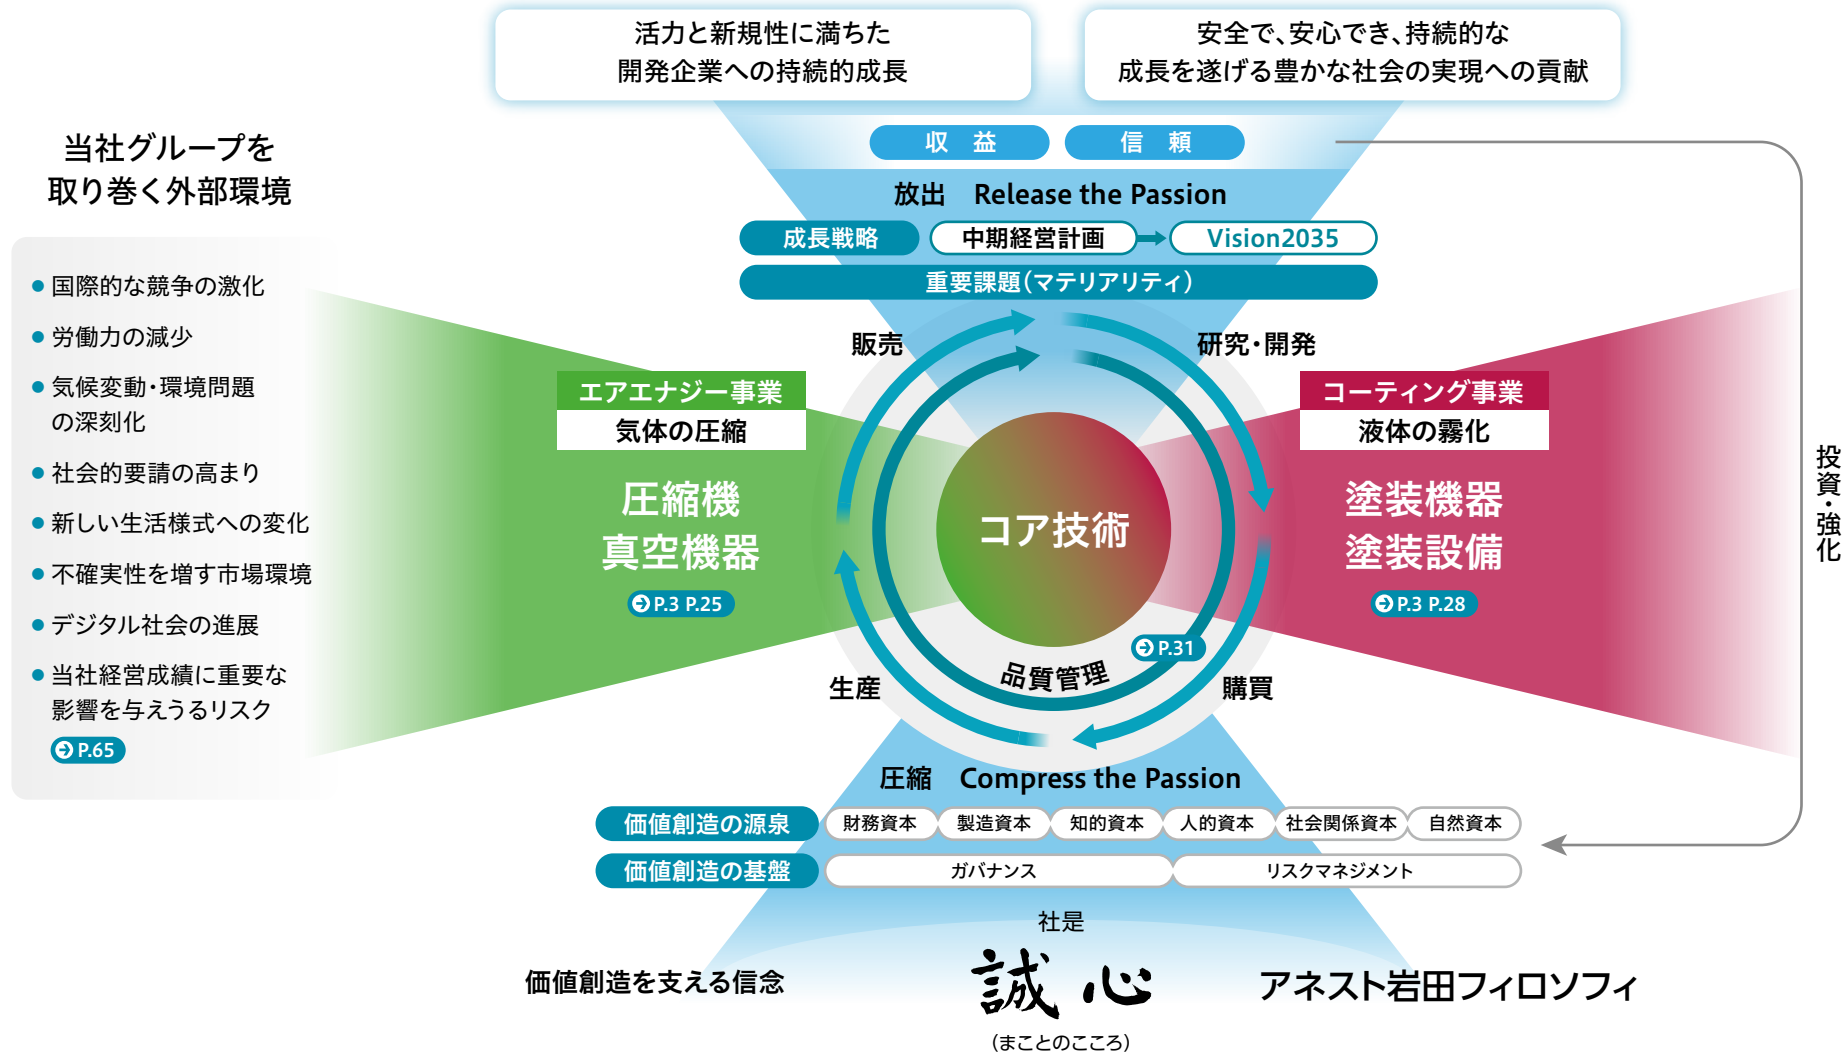 活力と新規性に満ちた
開発企業への持続的成長
安全で、安心でき、持続的な
成長を遂げる豊かな社会の実現への貢献
収 益
信 頼
放出 Release the Passion
成長戦略
中期経営計画
Vision2035
重要課題(マテリアリティ)
当社グループを
取り巻く外部環境
● 国際的な競争の激化
● 労働力の減少
● 気候変動・環境問題
の深刻化
● 社会的要請の高まり
● 新しい生活様式への変化
● 不確実性を増す市場環境
● デジタル社会の進展
● 当社経営成績に重要な
影響を与えうるリスク
P.65
販売
研究・開発
エアエナジー事業
気体の圧縮
圧縮機
真空機器
P.3 P.25
コア技術
コーティング事業
液体の霧化
塗装機器
塗装設備
P.3 P.28
投資・強化
P.31
品質管理
生産
購買
圧縮 Compress the Passion
価値創造の源泉
財務資本
製造資本
知的資本
人的資本
社会関係資本
自然資本
価値創造の基盤
ガバナンス
リスクマネジメント
社是
価値創造を支える信念
誠心
アネスト岩田フィロソフィ
(まことのこころ)